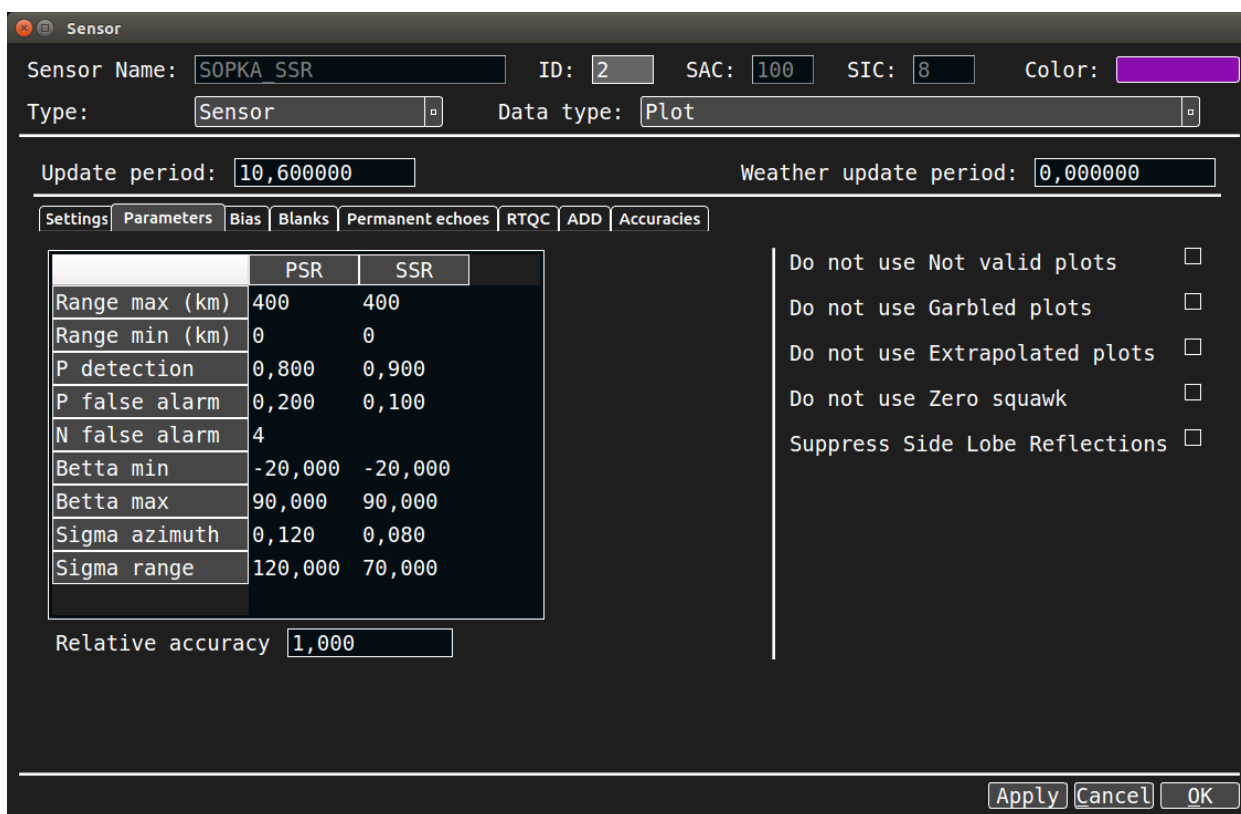 Sensor
Sensor Name: SOPKA_SSR ID: 2 SAC: 100 SIC: 8 Color:
Type: Sensor Data type: Plot
Update period: 10,600000 Weather update period: 0,000000
Settings Parameters Bias Blanks Permanent echoes RTQC ADD Accuracies
PSR SSR
Range max (km) 400 400
Range min (km) 0 0
P detection 0,800 0,900
P false alarm 0,200 0,100
N false alarm 4
Betta min -20,000 -20,000
Betta max 90,000 90,000
Sigma azimuth 0,120 0,080
Sigma range 120,000 70,000
Relative accuracy 1,000
Do not use Not valid plots
Do not use Garbled plots
Do not use Extrapolated plots
Do not use Zero squawk
Suppress Side Lobe Reflections
Apply Cancel OK